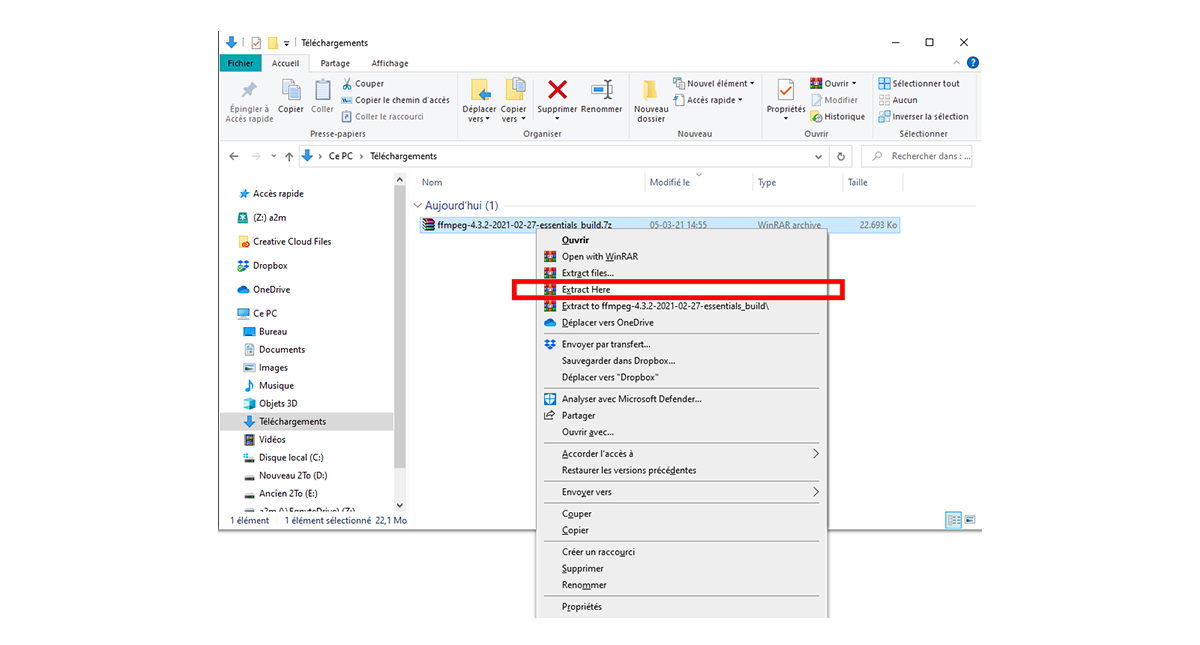 Téléchargements
Fichier Accueil Partage Affichage
Épingler à
Accès rapide
Copier
Coller
Couper
Copier le chemin d'accès
Coller le raccourci
Presse-papiers
Déplacer
vers
Copier
vers
Supprimer
Renommer
Organiser
Nouveau
dossier
Nouvel élément
Accès rapide
Nouveau
Propriétés
Ouvrir
Modifier
Historique
Ouvrir
Sélectionner tout
Aucun
Inverser la sélection
Sélectionner
Ce PC > Téléchargements
Rechercher dans : ...
Accès rapide
(Z:) a2m
Creative Cloud Files
Dropbox
OneDrive
Ce PC
Bureau
Documents
Images
Musique
Objets 3D
Téléchargements
Vidéos
Disque local (C:)
Nouveau 2To (D:)
Ancien 2To (E:)
Nom Modifié le Type Taille
Aujourd'hui (1)
ffmpeg-4.3.2-2021-02-27-essentials_build.7z 05-03-21 14:55 WinRAR archive 22.693 Ko
Ouvrir
Open with WinRAR
Extract files...
Extract Here
Extract to ffmpeg-4.3.2-2021-02-27-essentials_build\
Déplacer vers OneDrive
Envoyer par transfert...
Sauvegarder dans Dropbox...
Déplacer vers "Dropbox"
Analyser avec Microsoft Defender...
Partager
Ouvrir avec...
Accorder l'accès à
Restaurer les versions précédentes
Envoyer vers
Couper
Copier
Créer un raccourci
Supprimer
Renommer
Propriétés
1 élément 1 élément sélectionné 22,1 Mo